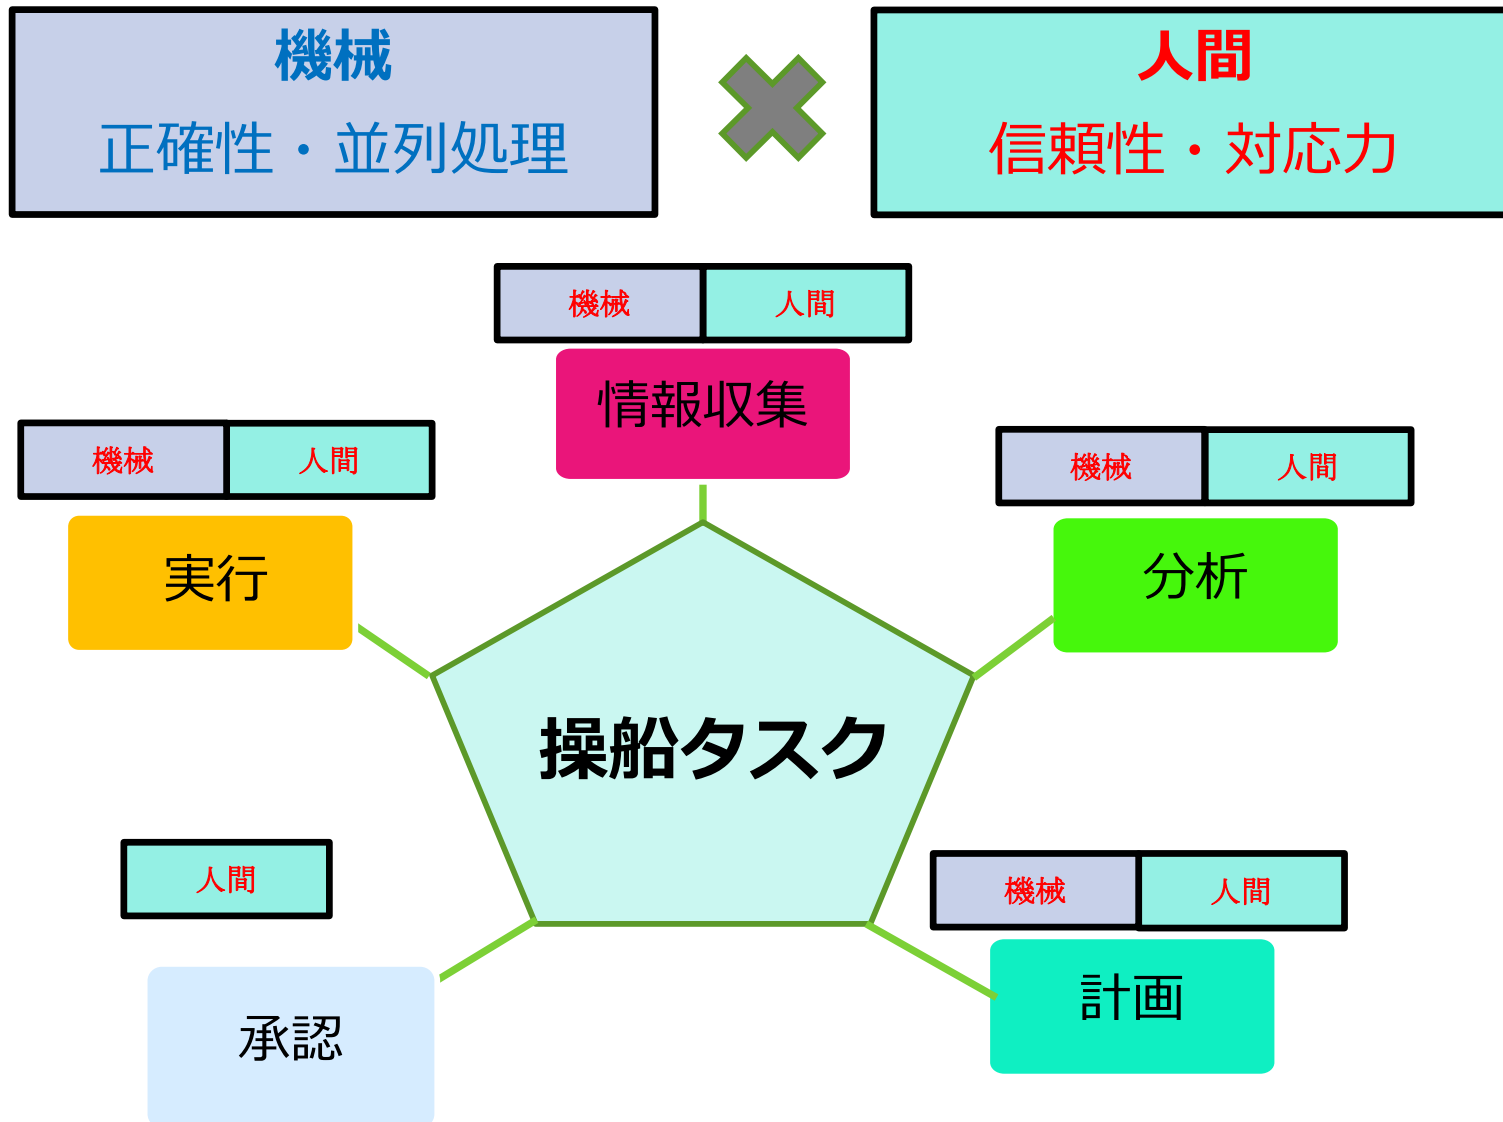 機械
正確性・並列処理
人間
信頼性・対応力
機械
人間
情報収集
機械
人間
実行
機械
人間
分析
操船タスク
人間
承認
機械
人間
計画